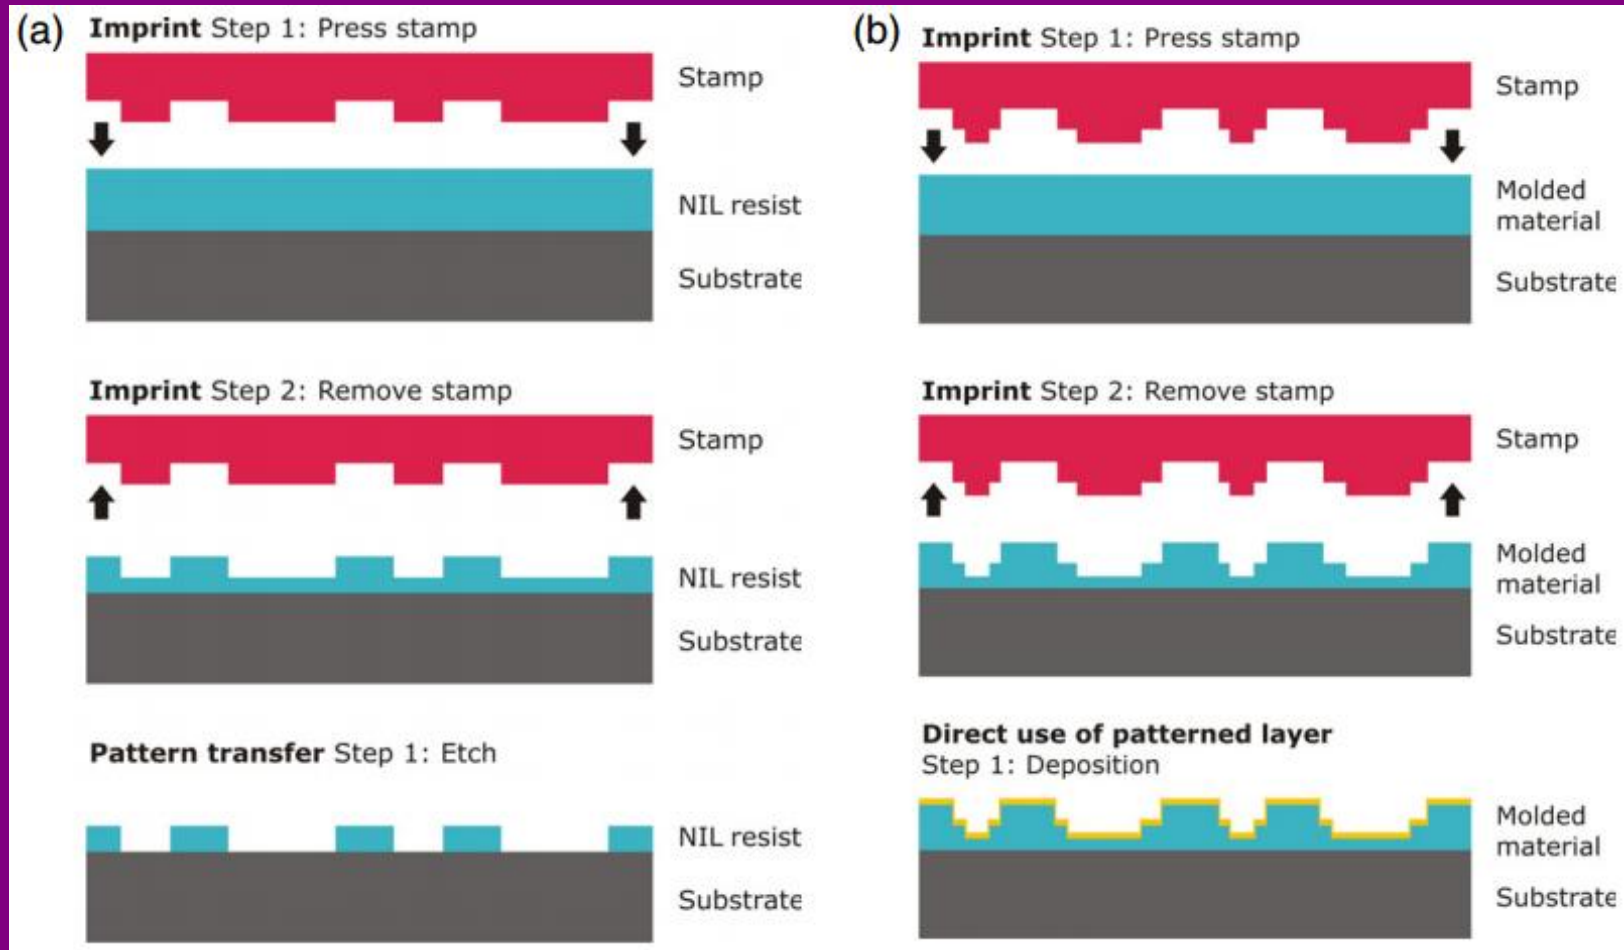 (a) Imprint Step 1: Press stamp
Stamp
NIL resist
Substrate
Imprint Step 2: Remove stamp
Stamp
NIL resist
Substrate
Pattern transfer Step 1: Etch
NIL resist
Substrate
(b) Imprint Step 1: Press stamp
Stamp
Molded
material
Substrate
Imprint Step 2: Remove stamp
Stamp
Molded
material
Substrate
Direct use of patterned layer
Step 1: Deposition
Molded
material
Substrate